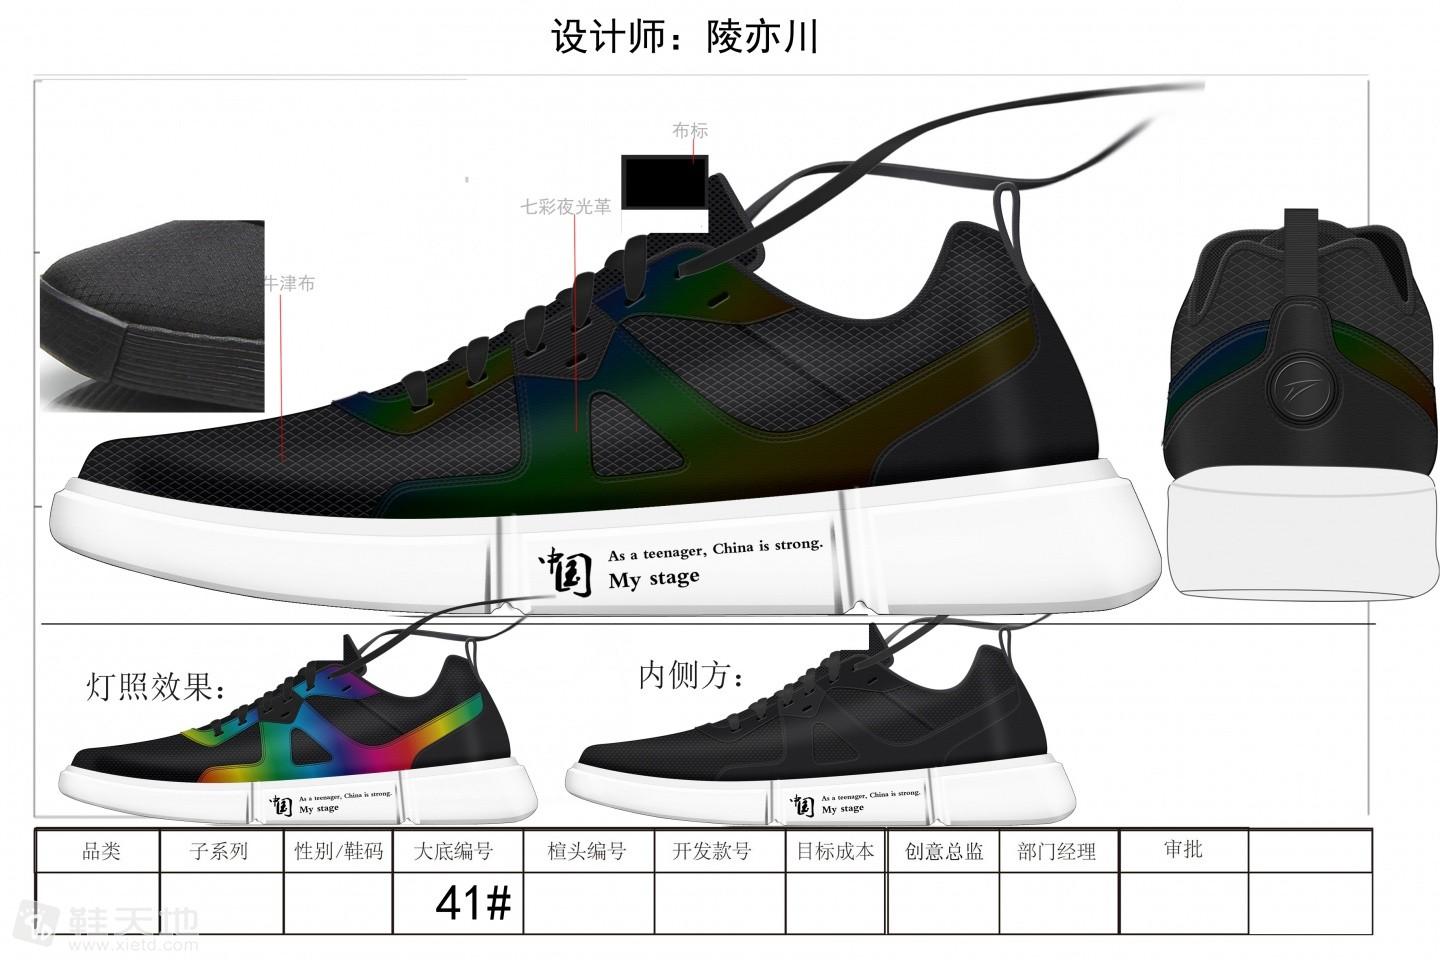 设计师：陵亦川
布标
七彩夜光革
牛津布
中国
As a teenager, China is strong.
My stage
灯照效果：
内侧方：
中国
As a teenager, China is strong.
My stage
中国
As a teenager, China is strong.
My stage
品类 子系列 性别/鞋码 大底编号 楦头编号 开发款号 目标成本 创意总监 部门经理 审批
41#
鞋天地
www.xietd.com